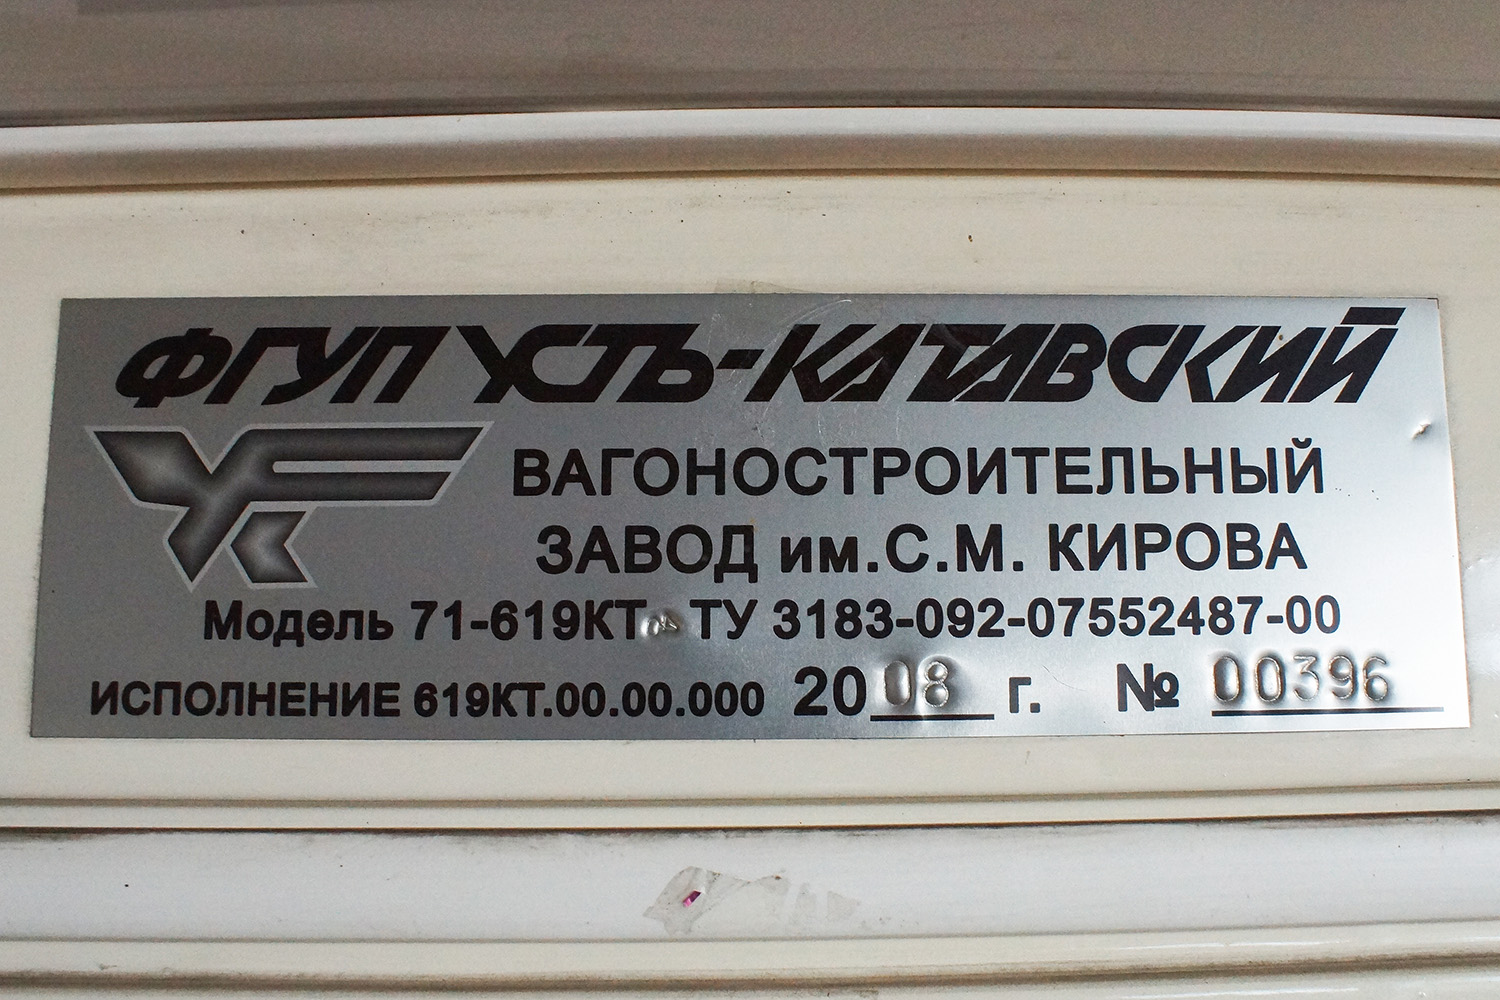 ФГУП УСТЬ-КАТАВСКИЙ
ВАГОНОСТРОИТЕЛЬНЫЙ
ЗАВОД им.С.М. КИРОВА
Модель 71-619КТ ТУ 3183-092-07552487-00
ИСПОЛНЕНИЕ 619КТ.00.00.000 2008 г. № 00396